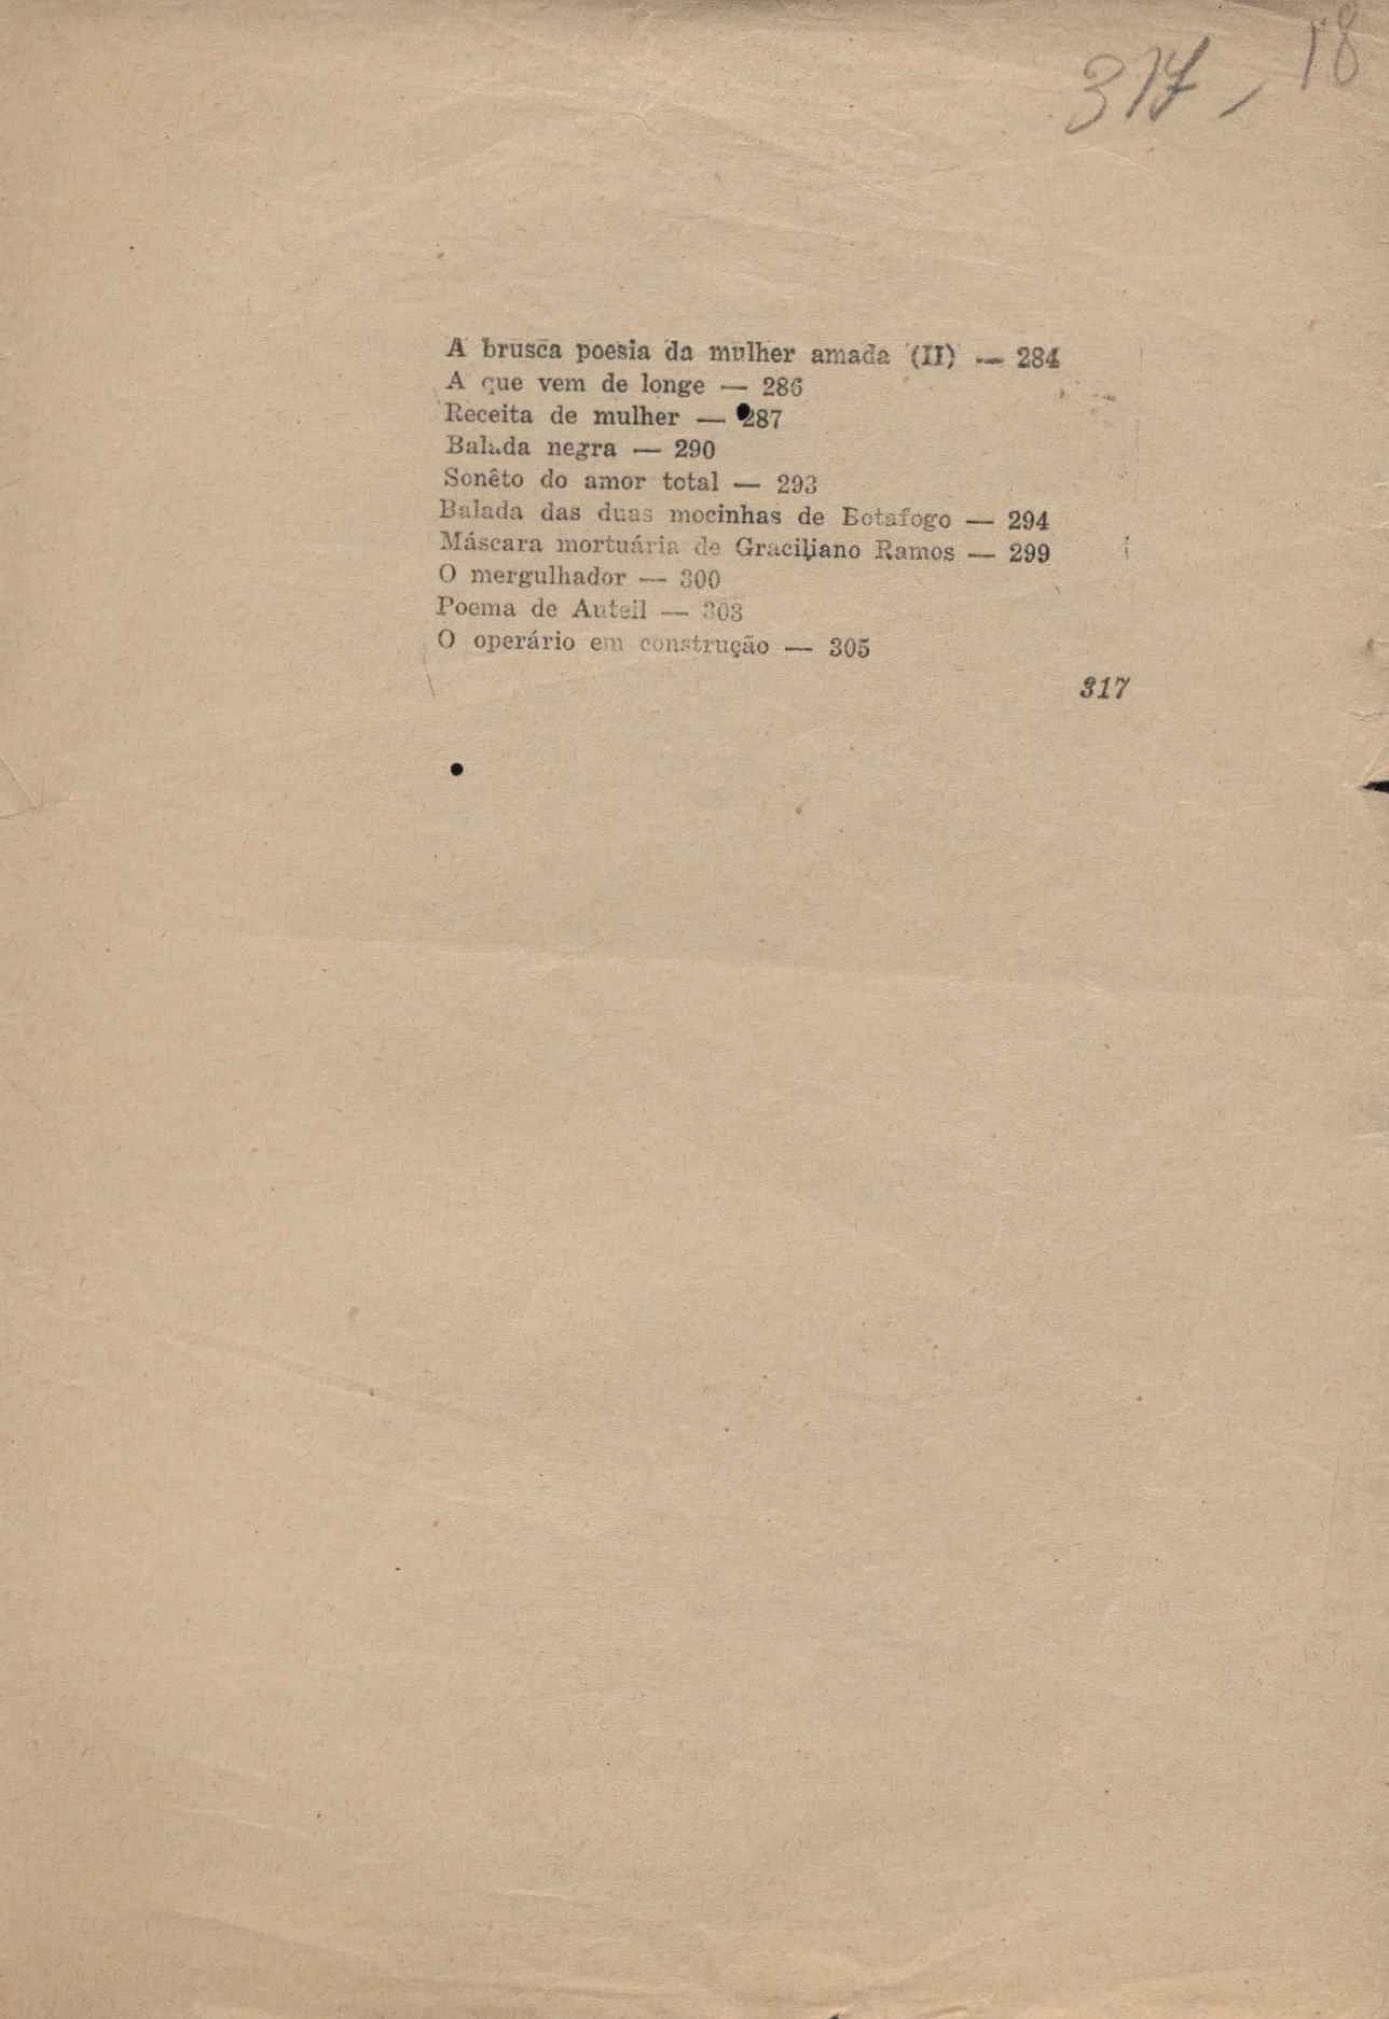 317 - 18
A brusca poesia da mulher amada (II) — 284
A que vem de longe — 286
Receita de mulher — 287
Balada negra — 290
Sonêto do amor total — 293
Balada das duas mocinhas de Botafogo — 294
Máscara mortuária de Graciliano Ramos — 299
O mergulhador — 300
Poema de Auteil — 303
O operário em construção — 305
317